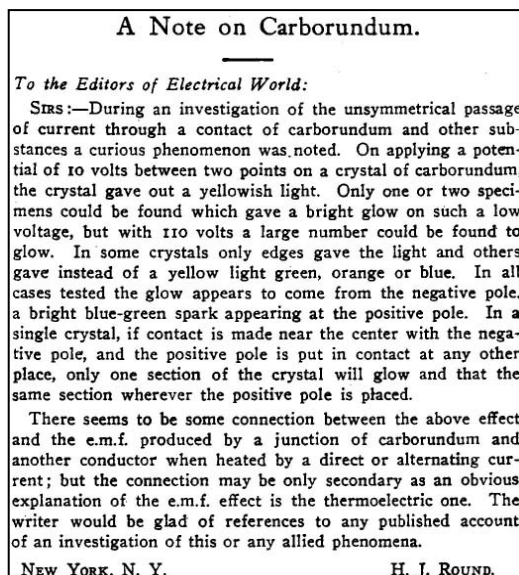 A Note on Carborundum.
To the Editors of Electrical World:
SIRS:—During an investigation of the unsymmetrical passage
of current through a contact of carborundum and other sub-
stances a curious phenomenon was noted. On applying a poten-
tial of 10 volts between two points on a crystal of carborundum,
the crystal gave out a yellowish light. Only one or two speci-
mens could be found which gave a bright glow on such a low
voltage, but with 110 volts a large number could be found to
glow. In some crystals only edges gave the light and others
gave instead of a yellow light green, orange or blue. In all
cases tested the glow appears to come from the negative pole,
a bright blue-green spark appearing at the positive pole. In a
single crystal, if contact is made near the center with the nega-
tive pole, and the positive pole is put in contact at any other
place, only one section of the crystal will glow and that the
same section wherever the positive pole is placed.
There seems to be some connection between the above effect
and the e.m.f. produced by a junction of carborundum and
another conductor when heated by a direct or alternating cur-
rent; but the connection may be only secondary as an obvious
explanation of the e.m.f. effect is the thermoelectric one. The
writer would be glad of references to any published account
of an investigation of this or any allied phenomena.
NEW YORK, N. Y. H. J. ROUND.